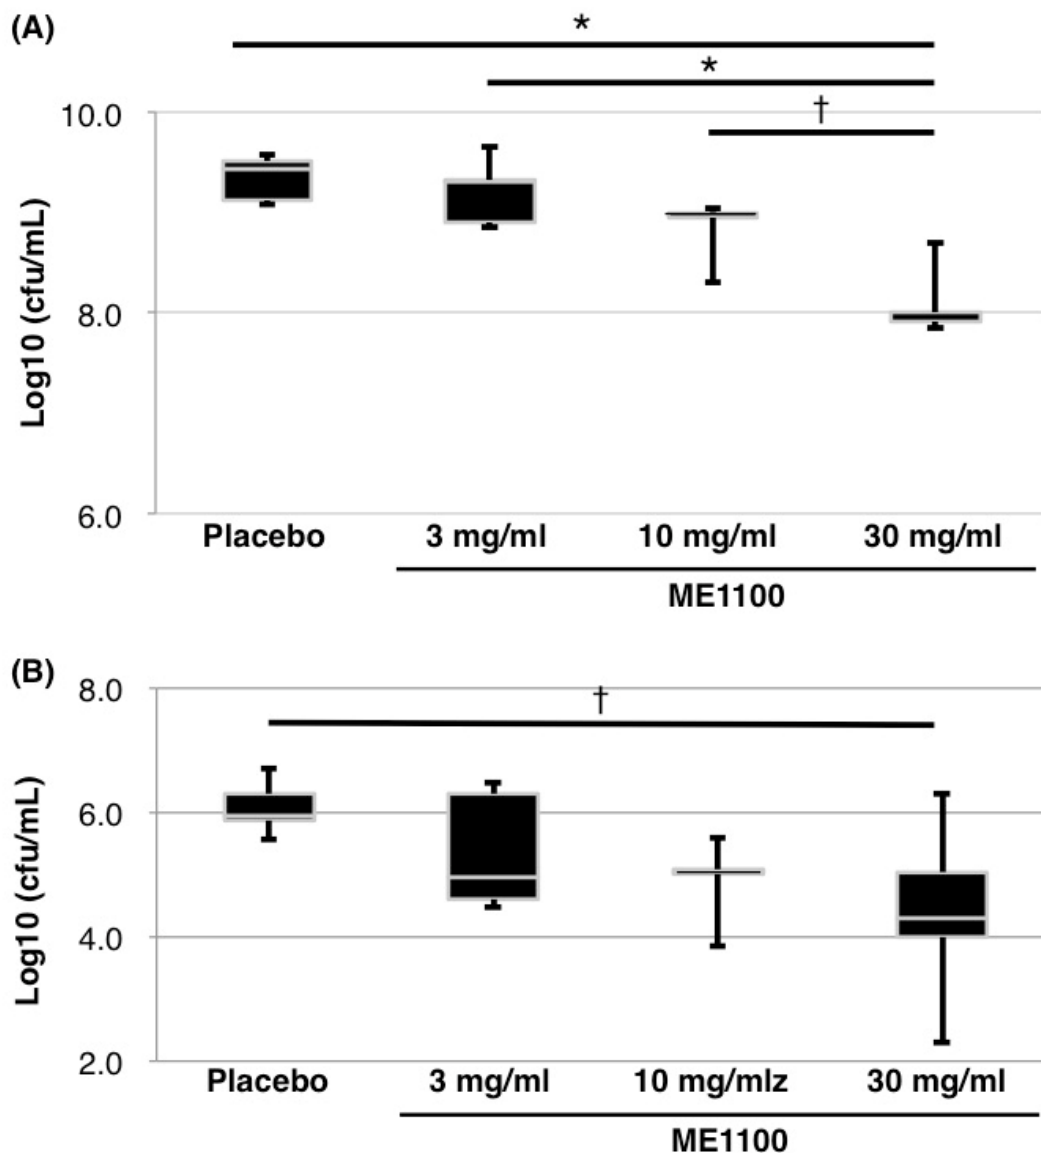 (A)
*
*
†
10.0
8.0
6.0
Log10 (cfu/mL)
Placebo 3 mg/ml 10 mg/ml 30 mg/ml
ME1100
(B)
†
8.0
6.0
4.0
2.0
Log10 (cfu/mL)
Placebo 3 mg/ml 10 mg/mlz 30 mg/ml
ME1100